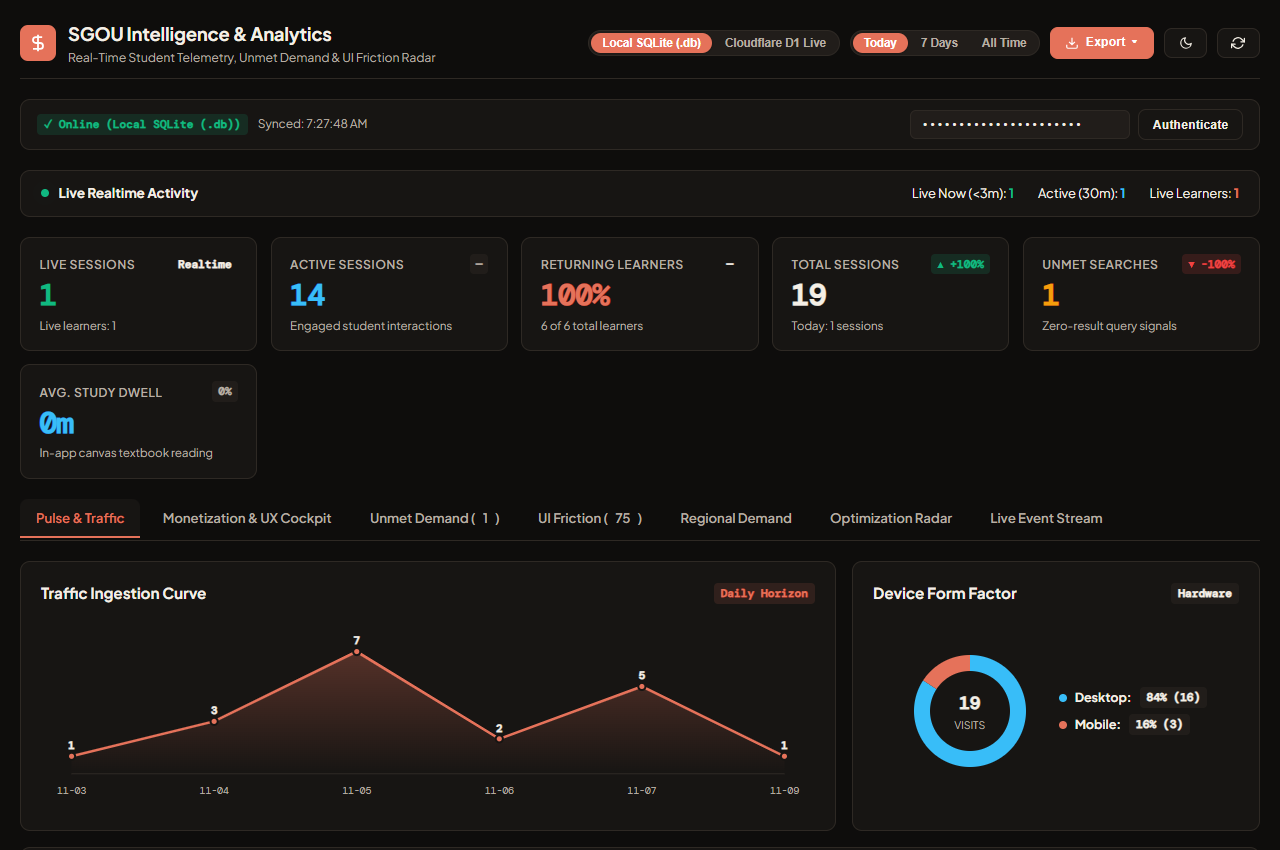 $ SGOU Intelligence & Analytics
Real-Time Student Telemetry, Unmet Demand & UI Friction Radar
Local SQLite (.db) Cloudflare D1 Live Today 7 Days All Time Export
✓ Online (Local SQLite (.db)) Synced: 7:27:48 AM •••••••••••••••••••••• Authenticate
Live Realtime Activity Live Now (<3m): 1 Active (30m): 1 Live Learners: 1
LIVE SESSIONS Realtime
1
Live learners: 1
ACTIVE SESSIONS —
14
Engaged student interactions
RETURNING LEARNERS —
100%
6 of 6 total learners
TOTAL SESSIONS ▲ +100%
19
Today: 1 sessions
UNMET SEARCHES ▼ -100%
1
Zero-result query signals
AVG. STUDY DWELL 0%
0m
In-app canvas textbook reading
Pulse & Traffic Monetization & UX Cockpit Unmet Demand ( 1 ) UI Friction ( 75 ) Regional Demand Optimization Radar Live Event Stream
Traffic Ingestion Curve Daily Horizon
1 3 7 2 5 1
11-03 11-04 11-05 11-06 11-07 11-09
Device Form Factor Hardware
19
VISITS
Desktop: 84% (16)
Mobile: 16% (3)